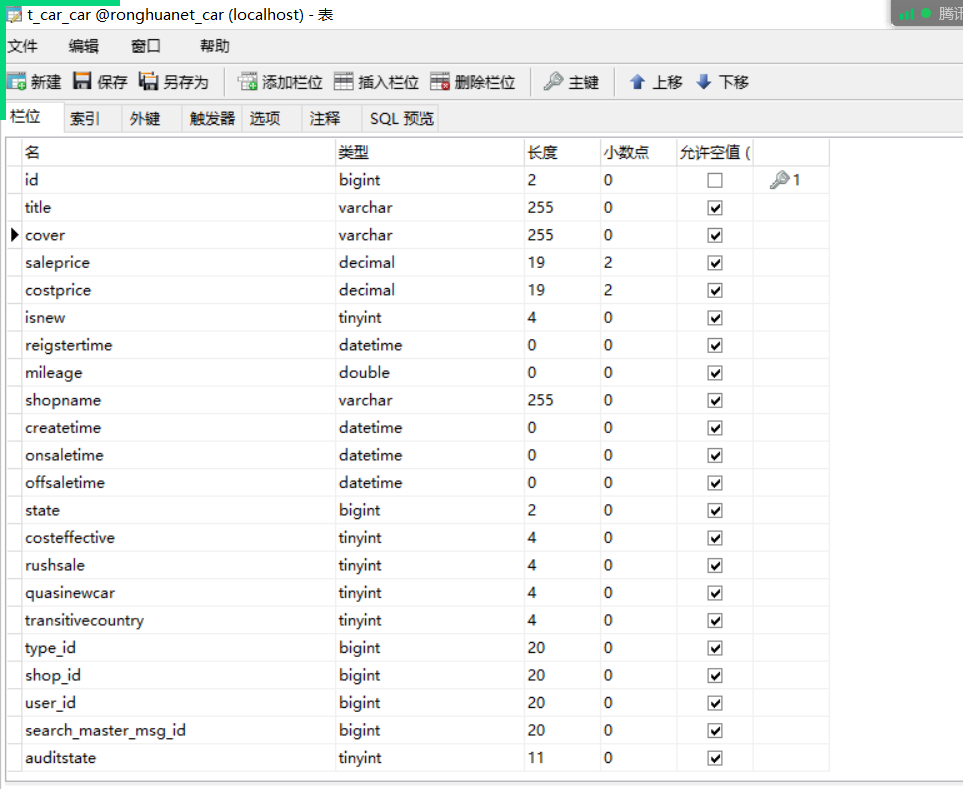 t_car_car @ronghuanet_car (localhost) - 表
腾讯
文件 编辑 窗口 帮助
新建 保存 另存为 添加栏位 插入栏位 删除栏位 主键 上移 下移
栏位 索引 外键 触发器 选项 注释 SQL 预览
名 类型 长度 小数点 允许空值 (
id bigint 2 0 1
title varchar 255 0
cover varchar 255 0
saleprice decimal 19 2
costprice decimal 19 2
isnew tinyint 4 0
reigstertime datetime 0 0
mileage double 0 0
shopname varchar 255 0
createtime datetime 0 0
onsaletime datetime 0 0
offsaletime datetime 0 0
state bigint 2 0
costeffective tinyint 4 0
rushsale tinyint 4 0
quasinewcar tinyint 4 0
transitivecountry tinyint 4 0
type_id bigint 20 0
shop_id bigint 20 0
user_id bigint 20 0
search_master_msg_id bigint 20 0
auditstate tinyint 11 0